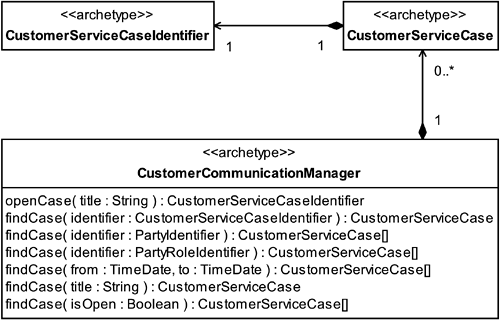 <<archetype>>
CustomerServiceCaseIdentifier
<<archetype>>
CustomerServiceCase
1
1
0..*
1
<<archetype>>
CustomerCommunicationManager
openCase( title : String ) : CustomerServiceCaseIdentifier
findCase( identifier : CustomerServiceCaseIdentifier ) : CustomerServiceCase
findCase( identifier : PartyIdentifier ) : CustomerServiceCase[]
findCase( identifier : PartyRoleIdentifier ) : CustomerServiceCase[]
findCase( from : TimeDate, to : TimeDate ) : CustomerServiceCase[]
findCase( title : String ) : CustomerServiceCase
findCase( isOpen : Boolean ) : CustomerServiceCase[]